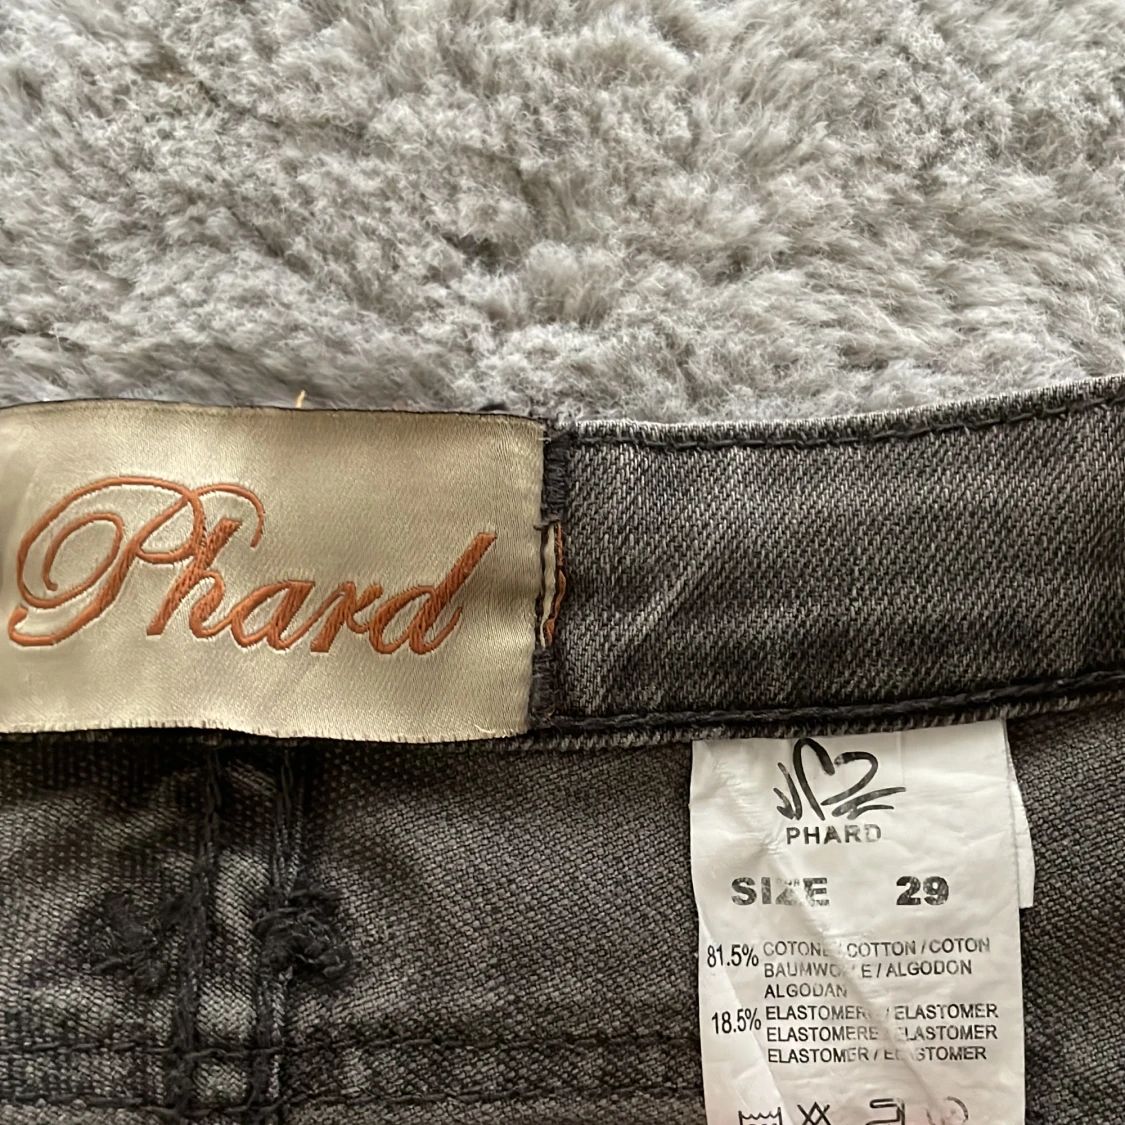 Phard
PHARD
SIZE 29
81.5% COTONE / COTTON / COTON
BAUMWOLLE / ALGODON
ALGODAN
18.5% ELASTOMER / ELASTOMER
ELASTOMERE / ELASTOMER
ELASTOMER / ELASTOMER